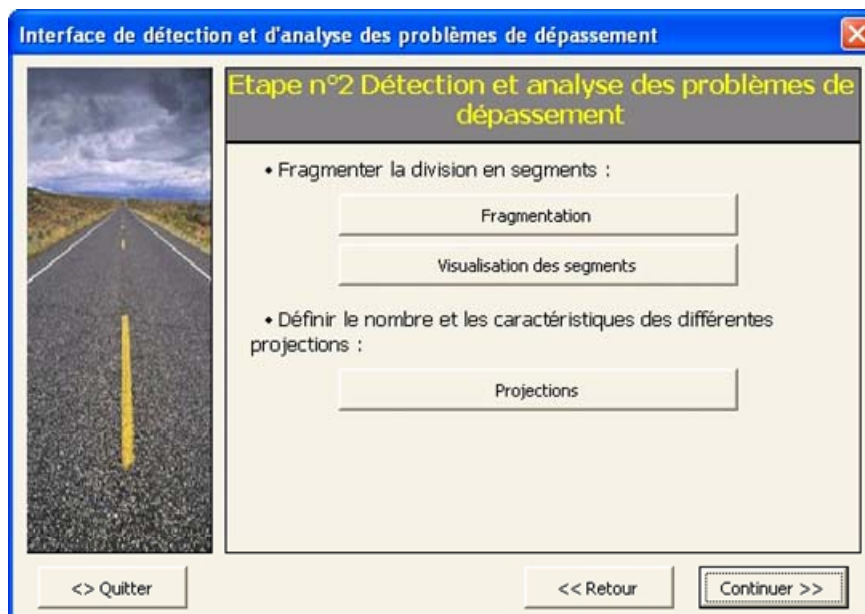 Interface de détection et d'analyse des problèmes de dépassement
Etape n°2 Détection et analyse des problèmes de
dépassement
• Fragmenter la division en segments :
Fragmentation
Visualisation des segments
• Définir le nombre et les caractéristiques des différentes
projections :
Projections
<> Quitter
<< Retour
Continuer >>